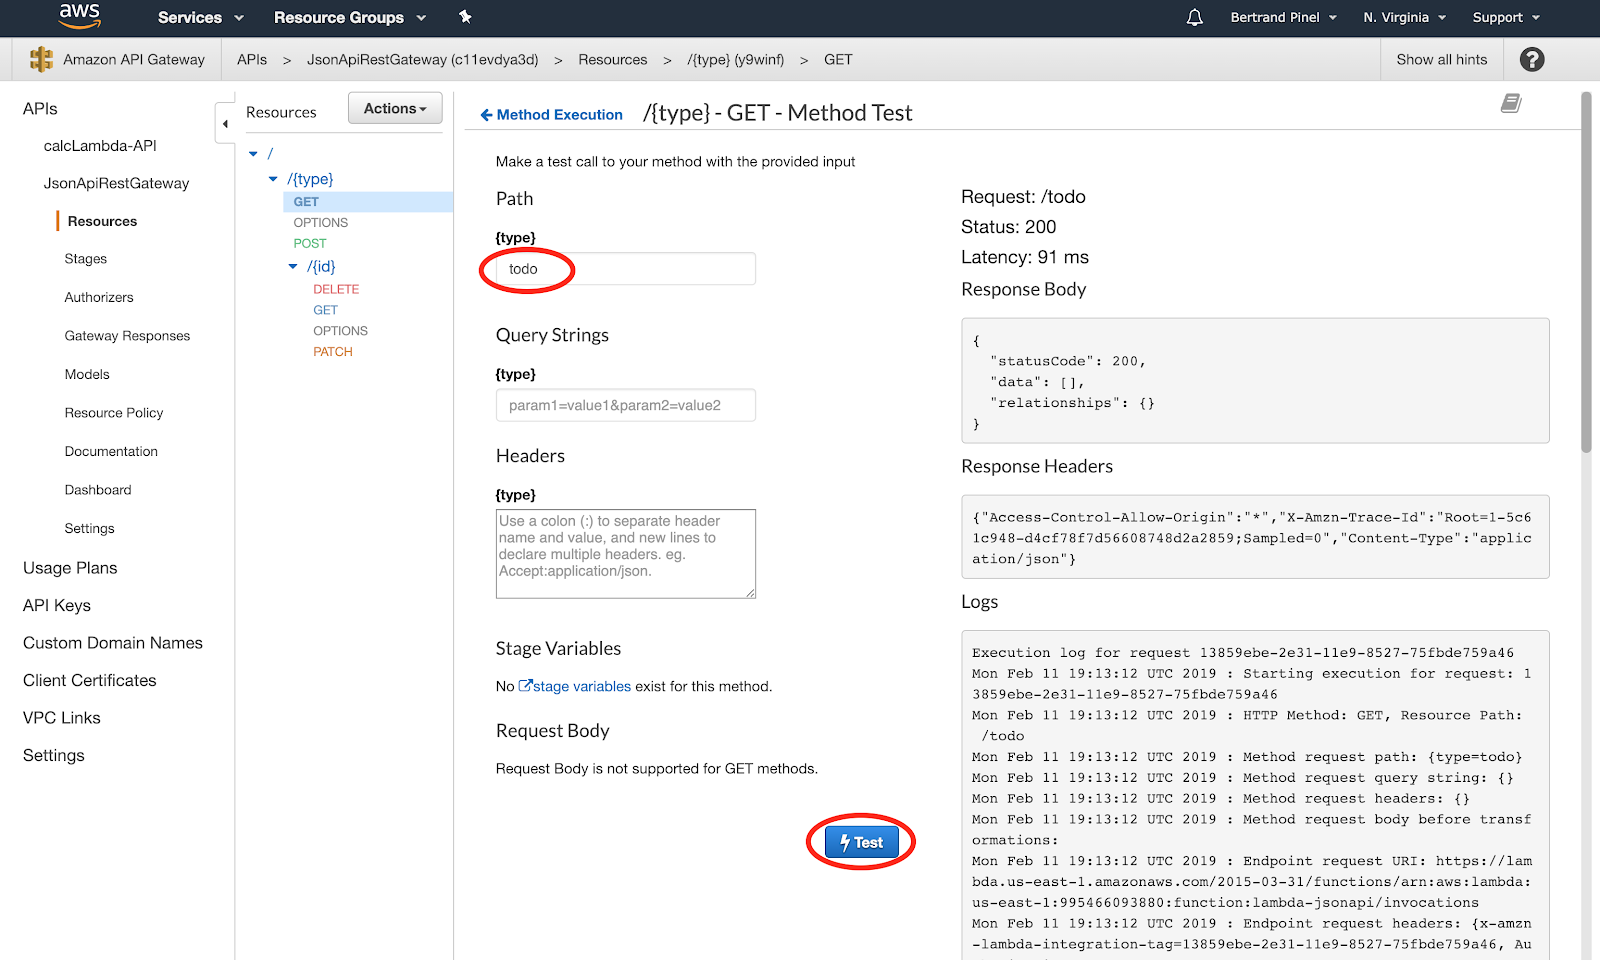 aws
Services
Resource Groups
Bertrand Pinel
N. Virginia
Support
Amazon API Gateway
APIs > JsonApiRestGateway (c11evdya3d) > Resources > /{type} (y9winf) > GET
Show all hints
?
APIs
calcLambda-API
JsonApiRestGateway
Resources
Stages
Authorizers
Gateway Responses
Models
Resource Policy
Documentation
Dashboard
Settings
Usage Plans
API Keys
Custom Domain Names
Client Certificates
VPC Links
Settings
Resources
Actions
/
/{type}
GET
OPTIONS
POST
/{id}
DELETE
GET
OPTIONS
PATCH
Method Execution
/{type} - GET - Method Test
Make a test call to your method with the provided input
Path
{type}
todo
Query Strings
{type}
param1=value1&param2=value2
Headers
{type}
Use a colon (:) to separate header
name and value, and new lines to
declare multiple headers. eg.
Accept:application/json.
Stage Variables
No stage variables exist for this method.
Request Body
Request Body is not supported for GET methods.
Test
Request: /todo
Status: 200
Latency: 91 ms
Response Body
{
"statusCode": 200,
"data": [],
"relationships": {}
}
Response Headers
{"Access-Control-Allow-Origin":"*","X-Amzn-Trace-Id":"Root=1-5c6
1c948-d4cf78f7d56608748d2a2859;Sampled=0","Content-Type":"applic
ation/json"}
Logs
Execution log for request 13859ebe-2e31-11e9-8527-75fbde759a46
Mon Feb 11 19:13:12 UTC 2019 : Starting execution for request: 1
3859ebe-2e31-11e9-8527-75fbde759a46
Mon Feb 11 19:13:12 UTC 2019 : HTTP Method: GET, Resource Path:
/todo
Mon Feb 11 19:13:12 UTC 2019 : Method request path: {type=todo}
Mon Feb 11 19:13:12 UTC 2019 : Method request query string: {}
Mon Feb 11 19:13:12 UTC 2019 : Method request headers: {}
Mon Feb 11 19:13:12 UTC 2019 : Method request body before transf
ormations:
Mon Feb 11 19:13:12 UTC 2019 : Endpoint request URI: https://lam
bda.us-east-1.amazonaws.com/2015-03-31/functions/arn:aws:lambda:
us-east-1:995466093880:function:lambda-jsonapi/invocations
Mon Feb 11 19:13:12 UTC 2019 : Endpoint request headers: {x-amzn
-lambda-integration-tag=13859ebe-2e31-11e9-8527-75fbde759a46, Au